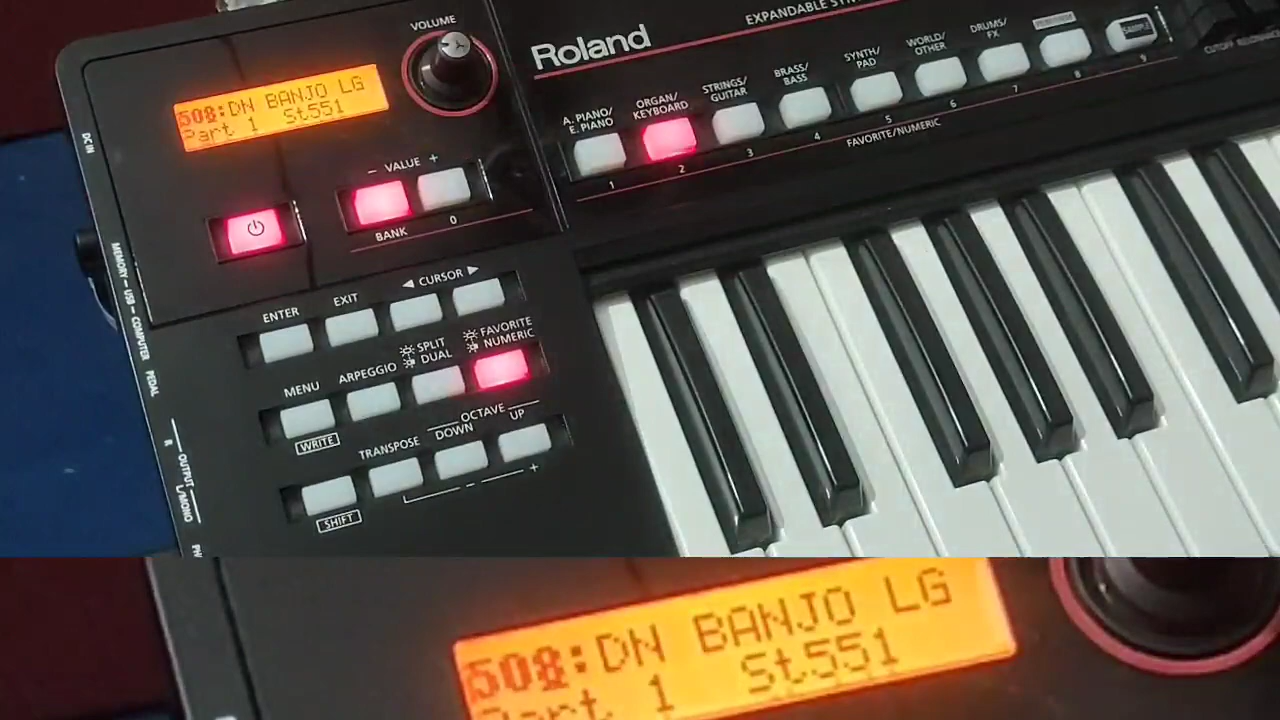 VOLUME
Roland
508:DN BANJO LG
Part 1 St551
DC IN
− VALUE +
BANK
0
A. PIANO/
E. PIANO
ORGAN/
KEYBOARD
STRINGS/
GUITAR
BRASS/
BASS
SYNTH/
PAD
WORLD/
OTHER
DRUMS/
FX
1
2
3
4
5
6
7
8
9
FAVORITE/NUMERIC
◀ CURSOR ▶
ENTER
EXIT
MENU
ARPEGGIO
SPLIT
DUAL
FAVORITE
NUMERIC
WRITE
TRANSPOSE
OCTAVE
DOWN
UP
− +
SHIFT
MEMORY − USB − COMPUTER
PEDAL
R
OUTPUT
L/MONO
508:DN BANJO LG
Part 1 St551